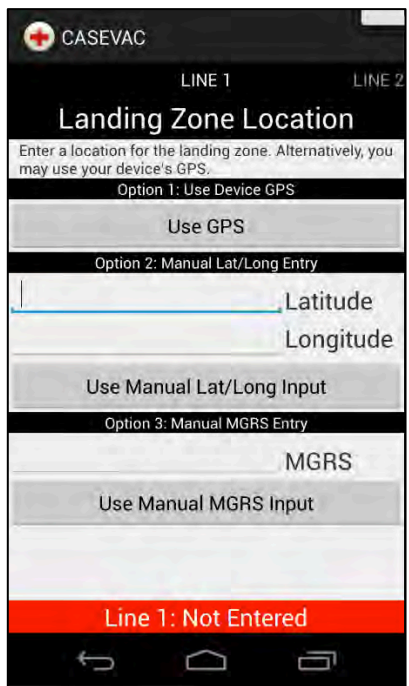 CASEVAC
LINE 1
LINE 2
Landing Zone Location
Enter a location for the landing zone. Alternatively, you
may use your device's GPS.
Option 1: Use Device GPS
Use GPS
Option 2: Manual Lat/Long Entry
Latitude
Longitude
Use Manual Lat/Long Input
Option 3: Manual MGRS Entry
MGRS
Use Manual MGRS Input
Line 1: Not Entered